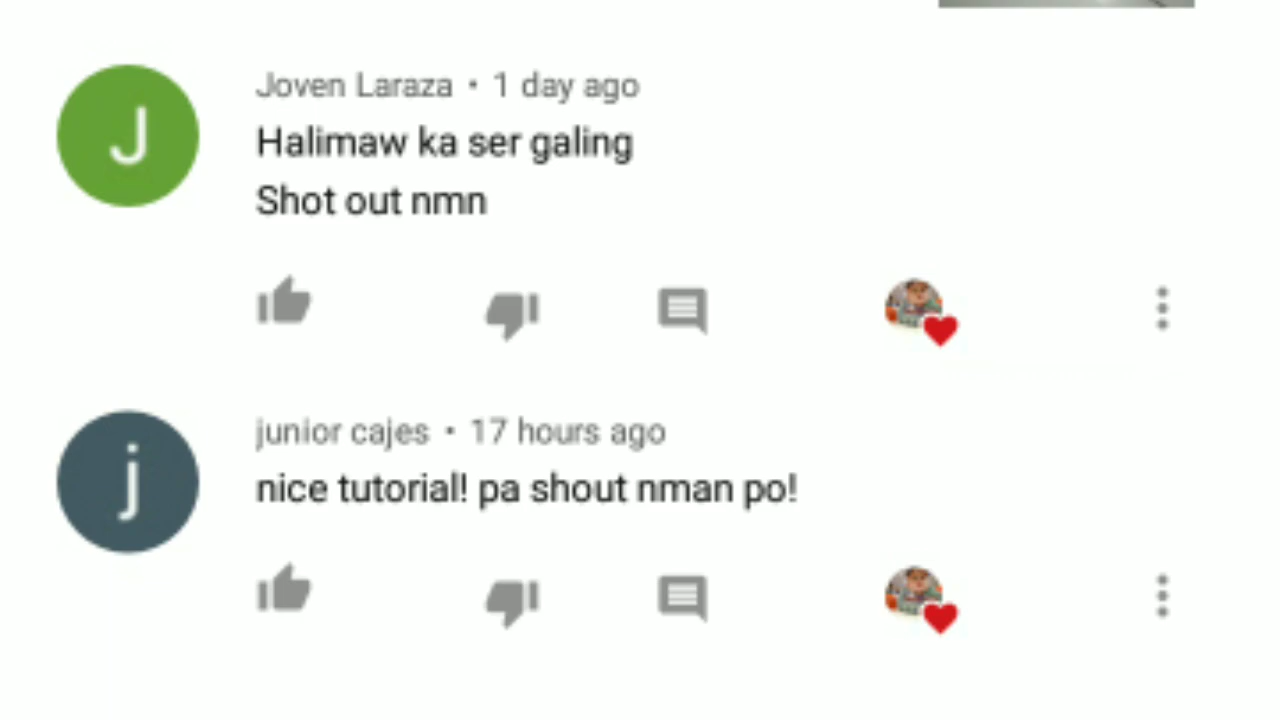 J
Joven Laraza • 1 day ago
Halimaw ka ser galing
Shot out nmn
j
junior cajes • 17 hours ago
nice tutorial! pa shout nman po!